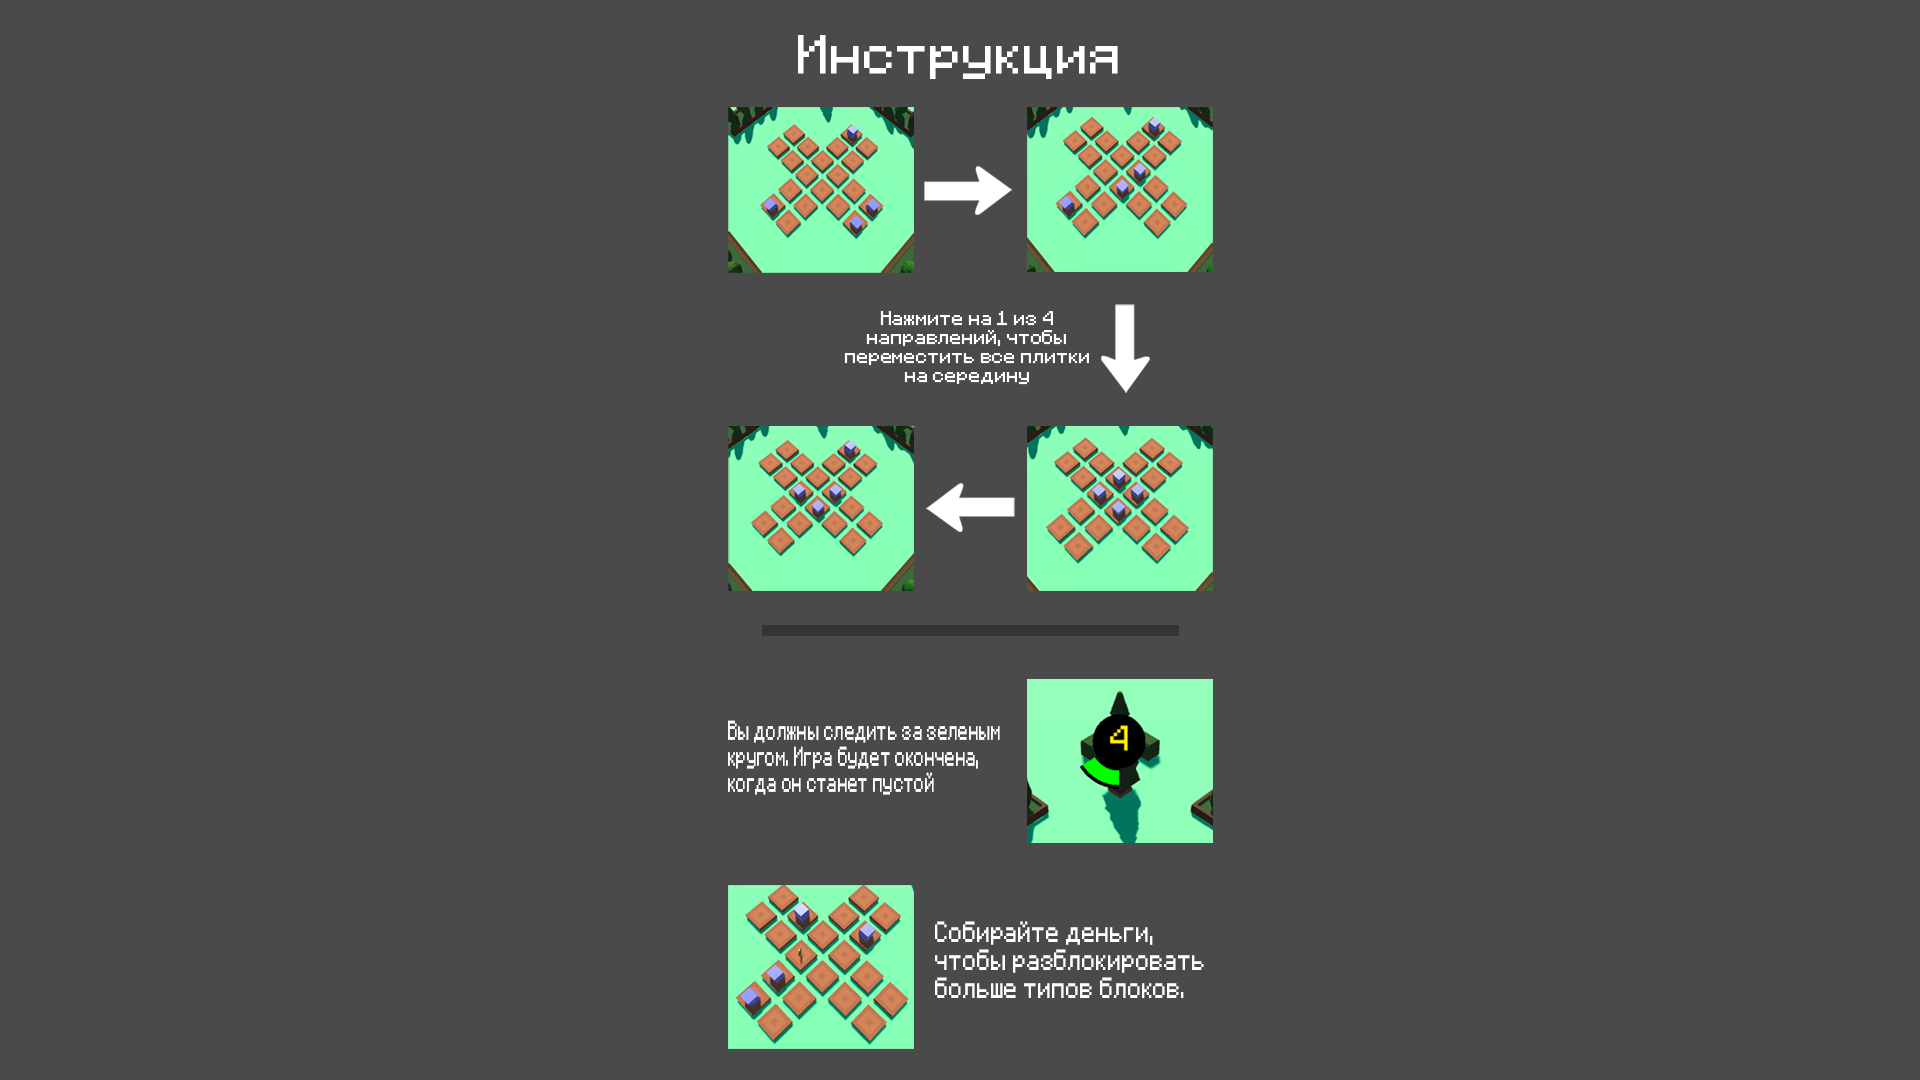 Инструкция
Нажмите на 1 из 4
направлений, чтобы
переместить все плитки
на середину
Вы должны следить за зеленым
кругом. Игра будет окончена,
когда он станет пустой
4
Собирайте деньги,
чтобы разблокировать
больше типов блоков.